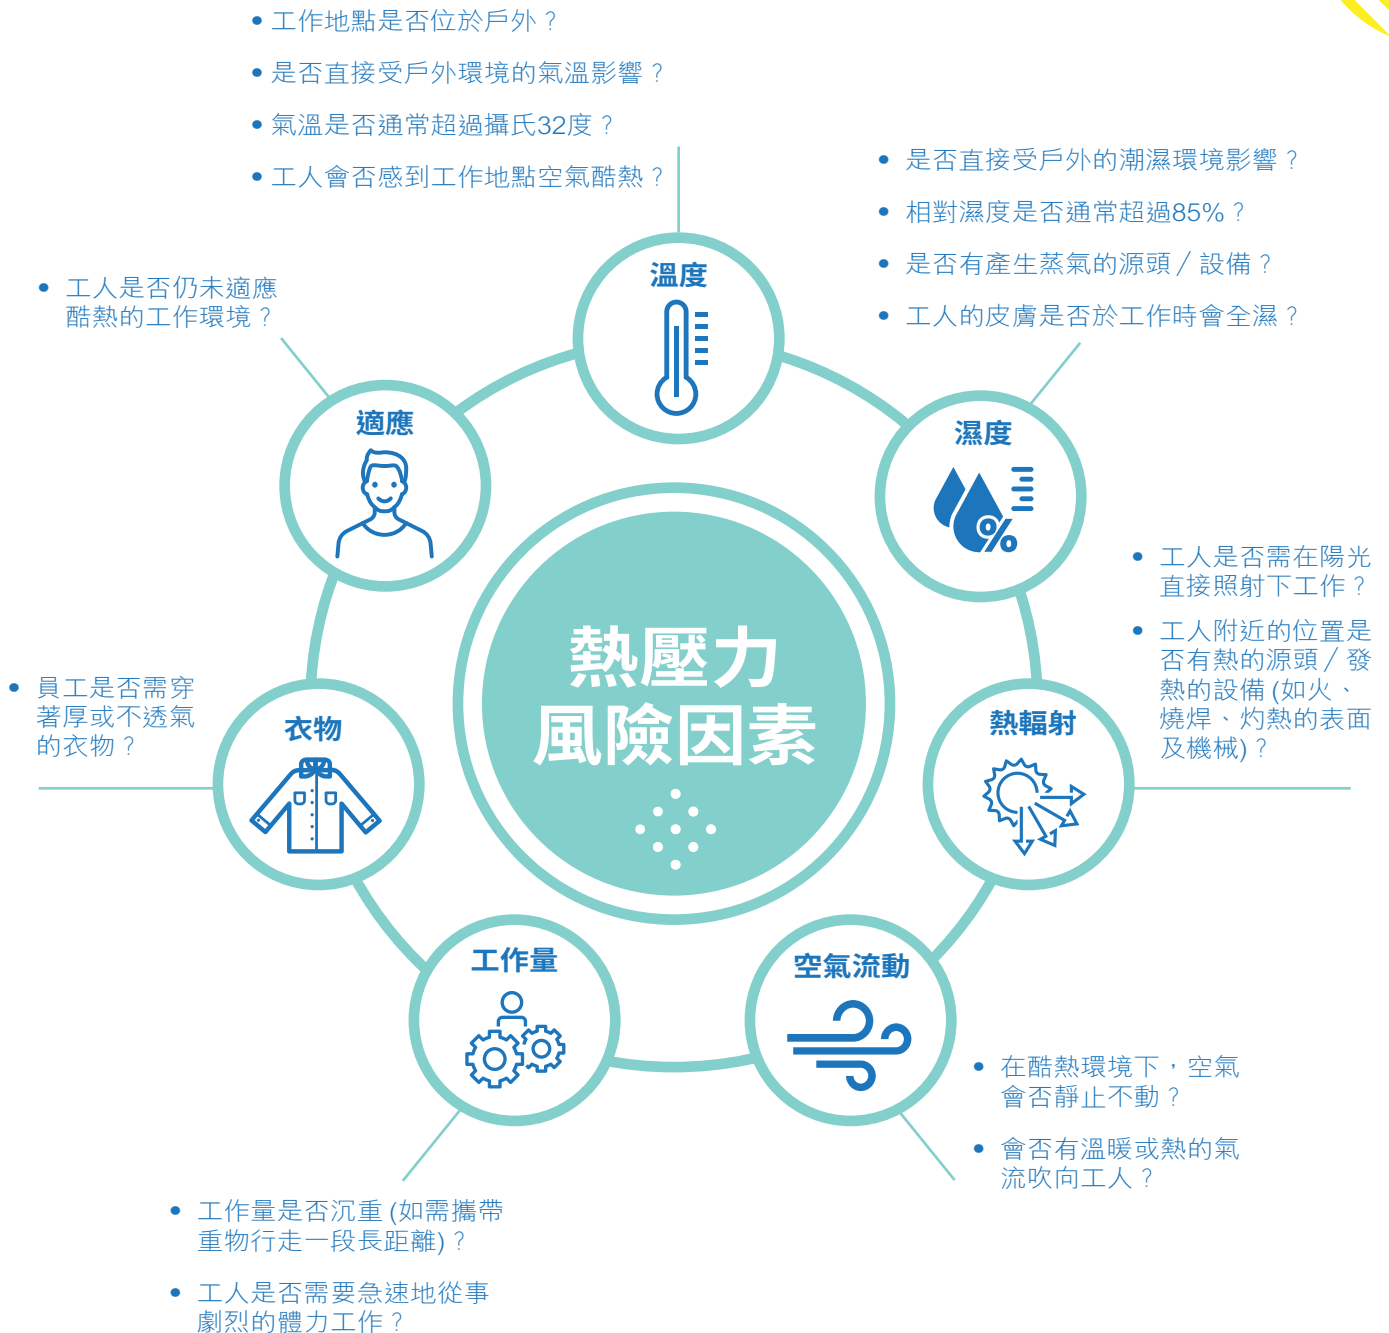 • 工作地點是否位於戶外？
• 是否直接受戶外環境的氣溫影響？
• 氣溫是否通常超過攝氏32度？
• 工人會否感到工作地點空氣酷熱？
溫度
• 是否直接受戶外的潮濕環境影響？
• 相對濕度是否通常超過85%？
• 是否有產生蒸氣的源頭／設備？
• 工人的皮膚是否於工作時會全濕？
濕度
%
• 工人是否需在陽光
直接照射下工作？
• 工人附近的位置是
否有熱的源頭／發
熱的設備 (如火、
燒焊、灼熱的表面
及機械)？
熱輻射
空氣流動
• 在酷熱環境下，空氣
會否靜止不動？
• 會否有溫暖或熱的氣
流吹向工人？
工作量
• 工作量是否沉重 (如需攜帶
重物行走一段長距離)？
• 工人是否需要急速地從事
劇烈的體力工作？
• 員工是否需穿
著厚或不透氣
的衣物？
衣物
• 工人是否仍未適應
酷熱的工作環境？
適應
熱壓力
風險因素